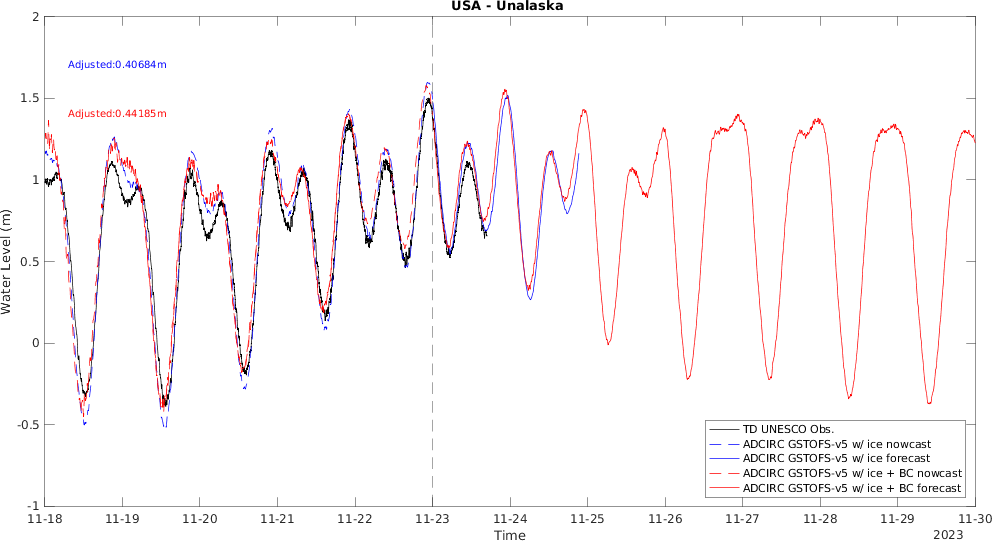 USA - Unalaska
2
1.5
1
0.5
0
-0.5
-1
Water Level (m)
Adjusted:0.40684m
Adjusted:0.44185m
TD UNESCO Obs.
ADCIRC GSTOFS-v5 w/ ice nowcast
ADCIRC GSTOFS-v5 w/ ice forecast
ADCIRC GSTOFS-v5 w/ ice + BC nowcast
ADCIRC GSTOFS-v5 w/ ice + BC forecast
11-18 11-19 11-20 11-21 11-22 11-23 11-24 11-25 11-26 11-27 11-28 11-29 11-30
Time
2023